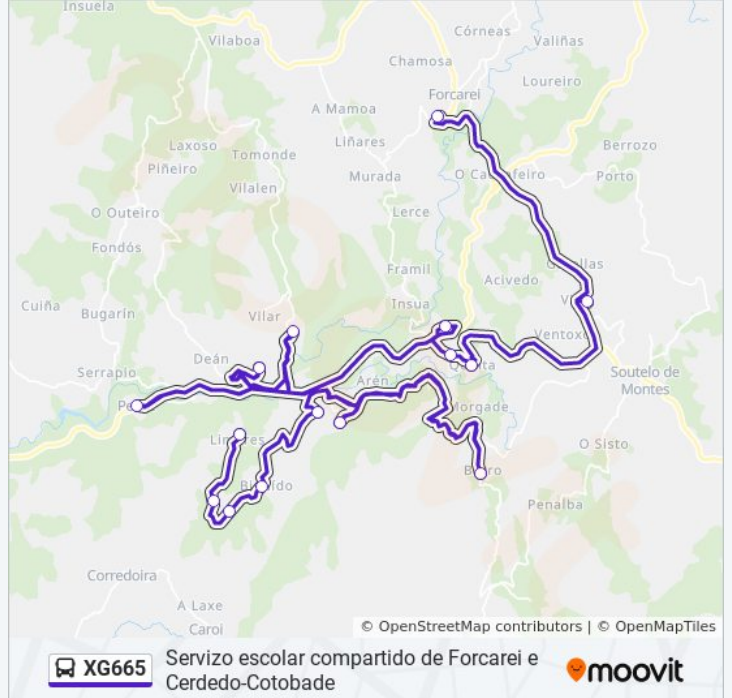 Insuela
Vilaboa
Córneas
Valiñas
Chamosa
Loureiro
Forcarei
A Mamoa
Laxoso
Tomonde
Liñares
Berrozo
Piñeiro
Murada
Porto
Vilalen
O Outeiro
Lerce
Fondós
Framil
Acivedo
Cuiña
Bugarín
Insua
Vilar
Ventoxo
Deán
Serrapio
Arén
Soutelo de
Montes
Morgade
O Sisto
Penalba
Corredoira
A Laxe
Caroi
© OpenStreetMap contributors | © OpenMapTiles
XG665
Servizo escolar compartido de Forcarei e
Cerdedo-Cotobade
moovit